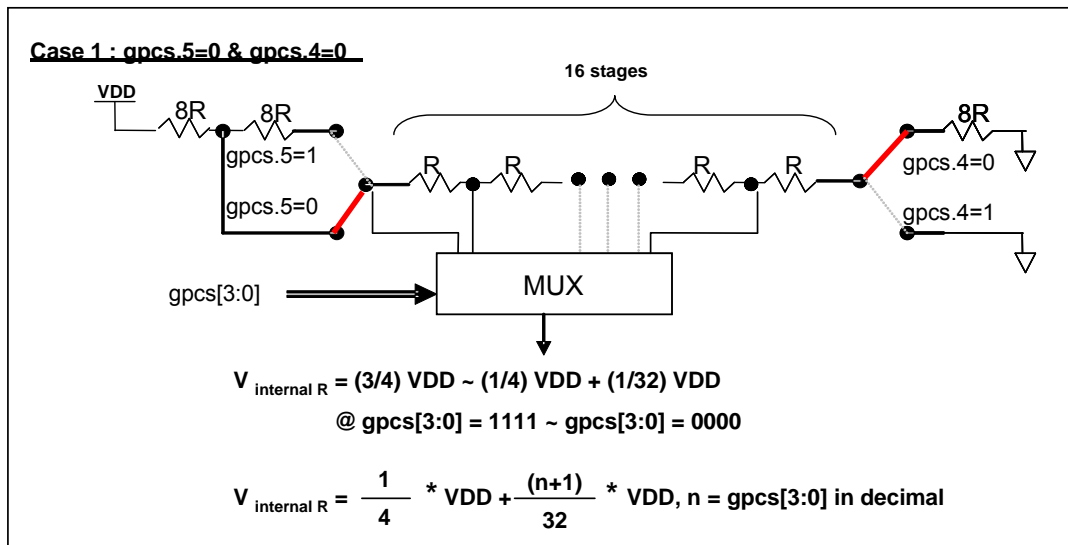 Case 1 : gpcs.5=0 & gpcs.4=0
16 stages
VDD
8R 8R 8R
gpcs.5=1 R R R R gpcs.4=0
gpcs.5=0 gpcs.4=1
MUX
gpcs[3:0]
V internal R = (3/4) VDD ~ (1/4) VDD + (1/32) VDD
@ gpcs[3:0] = 1111 ~ gpcs[3:0] = 0000
V internal R = 1/4 * VDD + (n+1)/32 * VDD, n = gpcs[3:0] in decimal